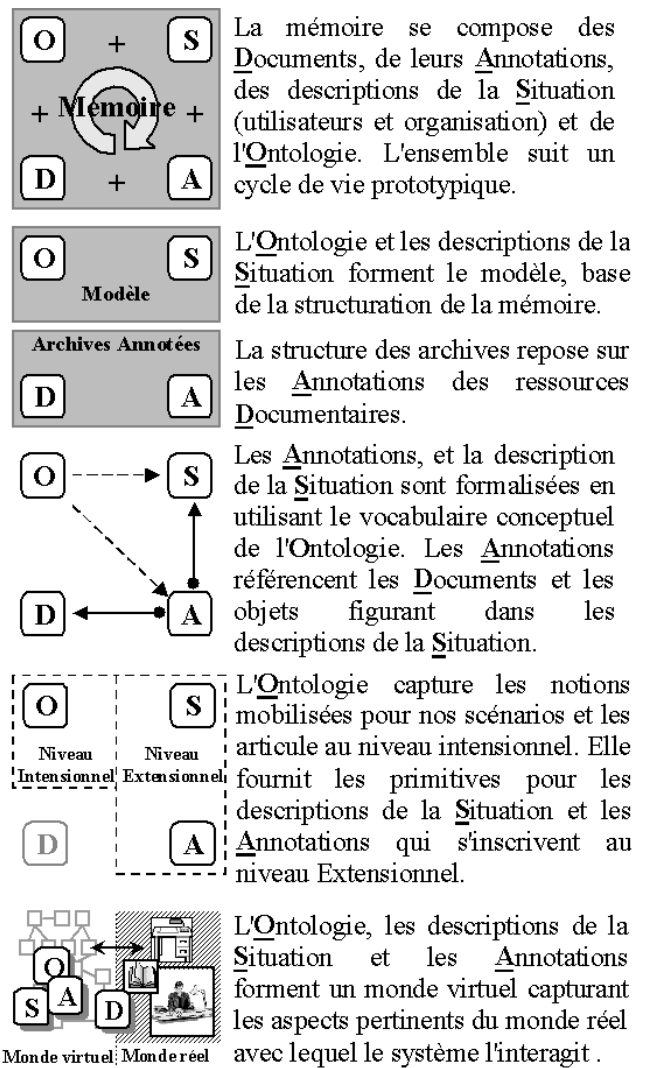 O + S
+ Mémoire +
D + A
La mémoire se compose des
Documents, de leurs Annotations,
des descriptions de la Situation
(utilisateurs et organisation) et de
l'Ontologie. L'ensemble suit un
cycle de vie prototypique.
O S
Modèle
L'Ontologie et les descriptions de la
Situation forment le modèle, base
de la structuration de la mémoire.
Archives Annotées
D A
La structure des archives repose sur
les Annotations des ressources
Documentaires.
O S
D A
Les Annotations, et la description
de la Situation sont formalisées en
utilisant le vocabulaire conceptuel
de l'Ontologie. Les Annotations
référencent les Documents et les
objets figurant dans les
descriptions de la Situation.
O S
Niveau Niveau
Intensionnel Extensionnel
D A
L'Ontologie capture les notions
mobilisées pour nos scénarios et les
articule au niveau intensionnel. Elle
fournit les primitives pour les
descriptions de la Situation et les
Annotations qui s'inscrivent au
niveau Extensionnel.
O
S A D
Monde virtuel Monde réel
L'Ontologie, les descriptions de la
Situation et les Annotations
forment un monde virtuel capturant
les aspects pertinents du monde réel
avec lequel le système l'interagit .